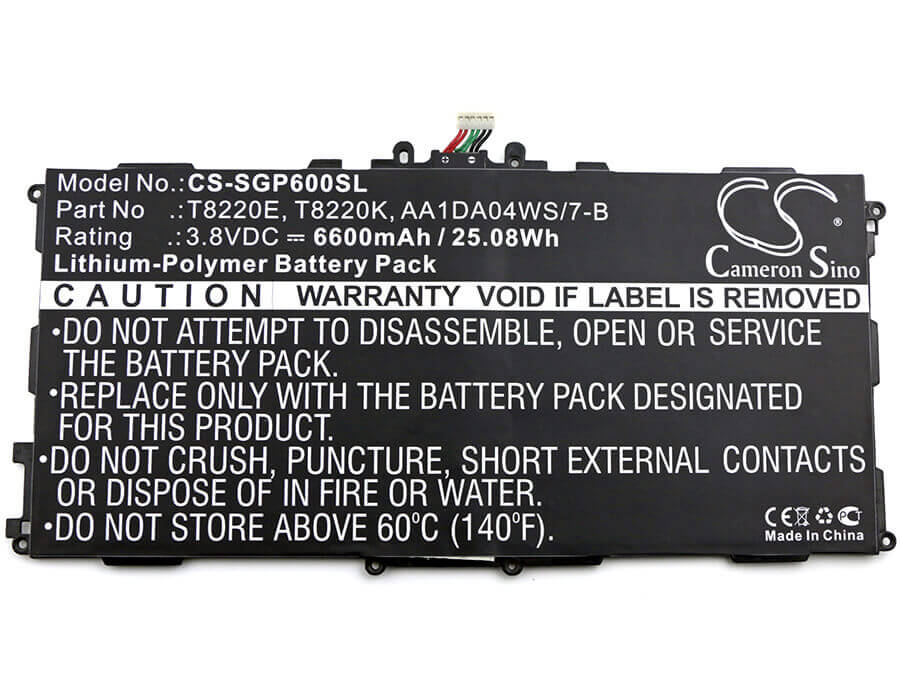 + -
Model No.:CS-SGP600SL
Part No :T8220E, T8220K, AA1DA04WS/7-B
Rating :3.8VDC ⎓ 6600mAh / 25.08Wh
Lithium-Polymer Battery Pack
CS
®
Cameron Sino
CAUTION WARRANTY VOID IF LABEL IS REMOVED
•DO NOT ATTEMPT TO DISASSEMBLE, OPEN OR SERVICE
THE BATTERY PACK.
•REPLACE ONLY WITH THE BATTERY PACK DESIGNATED
FOR THIS PRODUCT.
•DO NOT CRUSH, PUNCTURE, SHORT EXTERNAL CONTACTS
OR DISPOSE OF IN FIRE OR WATER.
•DO NOT STORE ABOVE 60°C (140°F).
CE PCT
Made In China